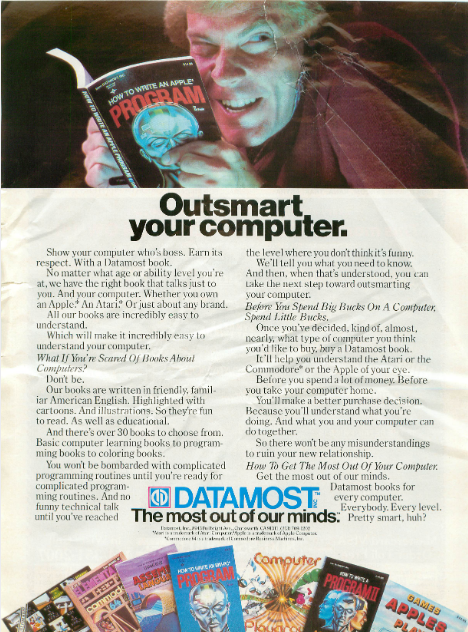 HOW TO WRITE AN APPLE
PROGRAM
Outsmart
your computer.
Show your computer who's boss. Earn its
respect. With a Datamost book.
No matter what age or ability level you're
at, we have the right book that talks just to
you. And your computer. Whether you own
an Apple? An Atari? Or just about any brand.
All our books are incredibly easy to
understand.
Which will make it incredibly easy to
understand your computer.
What If You're Scared Of Books About
Computers?
Don't be.
Our books are written in friendly, famil-
iar American English. Highlighted with
cartoons. And illustrations. So they're fun
to read. As well as educational.
And there's over 30 books to choose from.
Basic computer learning books to program-
ming books to coloring books.
You won't be bombarded with complicated
programming routines until you're ready for
complicated program-
ming routines. And no
funny technical talk
until you've reached
the level where you don't think it's funny.
We'll tell you what you need to know.
And then, when that's understood, you can
take the next step toward outsmarting
your computer.
Before You Spend Big Bucks On A Computer,
Spend Little Bucks.
Once you've decided, kind of, almost,
nearly, what type of computer you think
you'd like to buy, buy a Datamost book.
It'll help you understand the Atari or the
Commodore® or the Apple of your eye.
Before you spend a lot of money. Before
you take your computer home.
You'll make a better purchase decision.
Because you'll understand what you're
doing. And what you and your computer can
do together.
So there won't be any misunderstandings
to ruin your new relationship.
How To Get The Most Out Of Your Computer.
Get the most out of our minds.
Datamost books for
every computer.
Everybody. Every level.
Pretty smart, huh?
DATAMOST
The most out of our minds.
HOW TO WRITE AN APPLE
PROGRAM
Computer
HOW TO WRITE A
PROGRAM II
GAMES
APPLES
PLAY